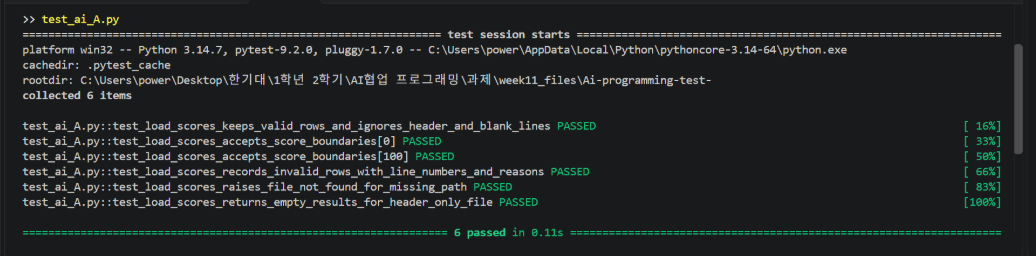 >> test_ai_A.py
============================================================== test session starts ===============================================================
platform win32 -- Python 3.14.7, pytest-9.2.0, pluggy-1.7.0 -- C:\Users\power\AppData\Local\Python\pythoncore-3.14-64\python.exe
cachedir: .pytest_cache
rootdir: C:\Users\power\Desktop\한기대\1학년 2학기\AI협업 프로그래밍\과제\week11_files\Ai-programming-test-
collected 6 items
test_ai_A.py::test_load_scores_keeps_valid_rows_and_ignores_header_and_blank_lines PASSED [ 16%]
test_ai_A.py::test_load_scores_accepts_score_boundaries[0] PASSED [ 33%]
test_ai_A.py::test_load_scores_accepts_score_boundaries[100] PASSED [ 50%]
test_ai_A.py::test_load_scores_records_invalid_rows_with_line_numbers_and_reasons PASSED [ 66%]
test_ai_A.py::test_load_scores_raises_file_not_found_for_missing_path PASSED [ 83%]
test_ai_A.py::test_load_scores_returns_empty_results_for_header_only_file PASSED [100%]
=============================================================== 6 passed in 0.11s ================================================================